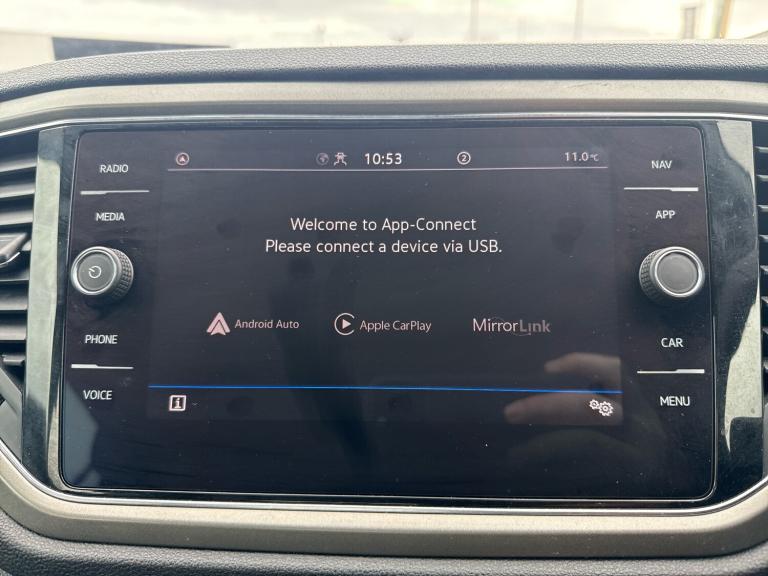 RADIO
MEDIA
PHONE
VOICE
10:53
2
11.0°C
Welcome to App-Connect
Please connect a device via USB.
Android Auto
Apple CarPlay
MirrorLink
i
NAV
APP
CAR
MENU